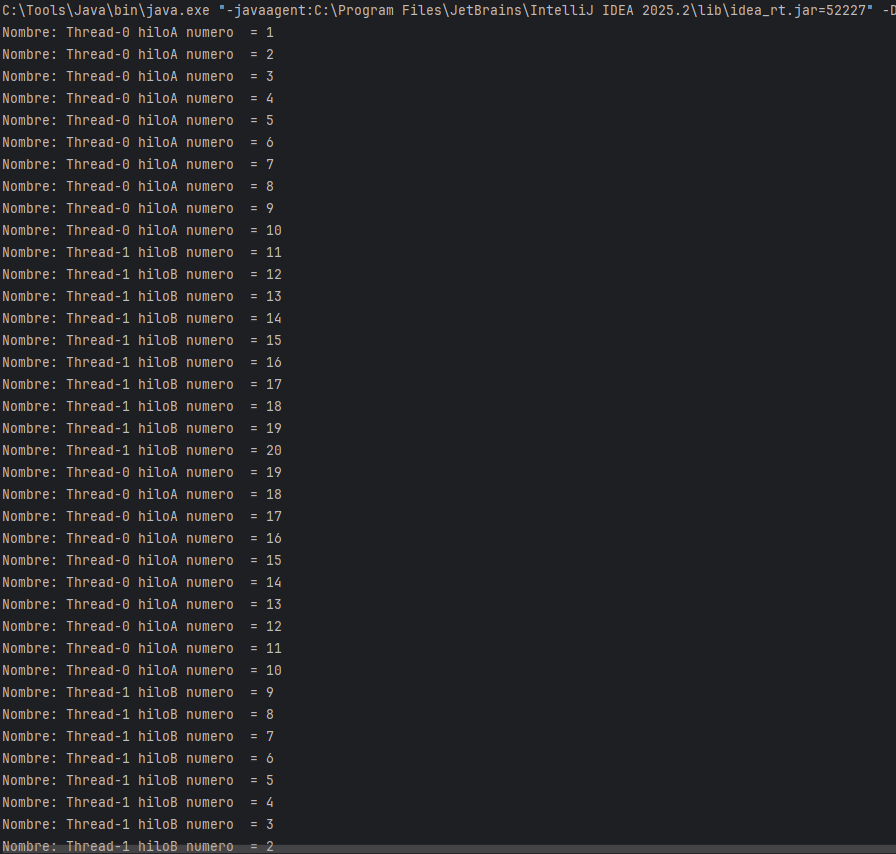 C:\Tools\Java\bin\java.exe "-javaagent:C:\Program Files\JetBrains\IntelliJ IDEA 2025.2\lib\idea_rt.jar=52227" -D
Nombre: Thread-0 hiloA numero  = 1
Nombre: Thread-0 hiloA numero  = 2
Nombre: Thread-0 hiloA numero  = 3
Nombre: Thread-0 hiloA numero  = 4
Nombre: Thread-0 hiloA numero  = 5
Nombre: Thread-0 hiloA numero  = 6
Nombre: Thread-0 hiloA numero  = 7
Nombre: Thread-0 hiloA numero  = 8
Nombre: Thread-0 hiloA numero  = 9
Nombre: Thread-0 hiloA numero  = 10
Nombre: Thread-1 hiloB numero  = 11
Nombre: Thread-1 hiloB numero  = 12
Nombre: Thread-1 hiloB numero  = 13
Nombre: Thread-1 hiloB numero  = 14
Nombre: Thread-1 hiloB numero  = 15
Nombre: Thread-1 hiloB numero  = 16
Nombre: Thread-1 hiloB numero  = 17
Nombre: Thread-1 hiloB numero  = 18
Nombre: Thread-1 hiloB numero  = 19
Nombre: Thread-1 hiloB numero  = 20
Nombre: Thread-0 hiloA numero  = 19
Nombre: Thread-0 hiloA numero  = 18
Nombre: Thread-0 hiloA numero  = 17
Nombre: Thread-0 hiloA numero  = 16
Nombre: Thread-0 hiloA numero  = 15
Nombre: Thread-0 hiloA numero  = 14
Nombre: Thread-0 hiloA numero  = 13
Nombre: Thread-0 hiloA numero  = 12
Nombre: Thread-0 hiloA numero  = 11
Nombre: Thread-0 hiloA numero  = 10
Nombre: Thread-1 hiloB numero  = 9
Nombre: Thread-1 hiloB numero  = 8
Nombre: Thread-1 hiloB numero  = 7
Nombre: Thread-1 hiloB numero  = 6
Nombre: Thread-1 hiloB numero  = 5
Nombre: Thread-1 hiloB numero  = 4
Nombre: Thread-1 hiloB numero  = 3
Nombre: Thread-1 hiloB numero  = 2